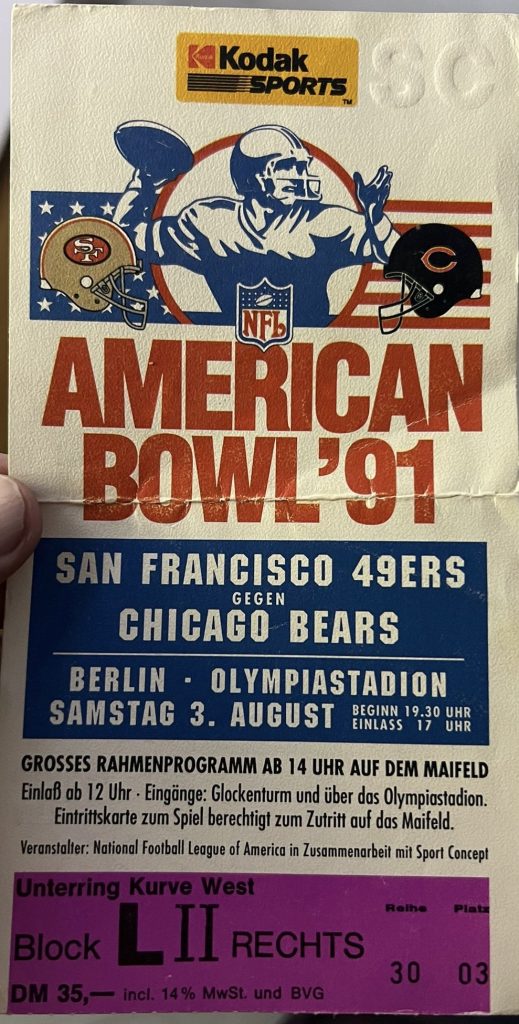 Kodak
Kodak
SPORTS™
SC
SF
C
NFL
AMERICAN
BOWL '91
SAN FRANCISCO 49ERS
GEGEN
CHICAGO BEARS
BERLIN · OLYMPIASTADION
SAMSTAG 3. AUGUST BEGINN 19.30 UHR
EINLASS 17 UHR
GROSSES RAHMENPROGRAMM AB 14 UHR AUF DEM MAIFELD
Einlaß ab 12 Uhr · Eingänge: Glockenturm und über das Olympiastadion.
Eintrittskarte zum Spiel berechtigt zum Zutritt auf das Maifeld.
Veranstalter: National Football League of America in Zusammenarbeit mit Sport Concept
Unterring Kurve West
Reihe Platz
Block L II RECHTS 30 03
DM 35,— incl. 14% MwSt. und BVG